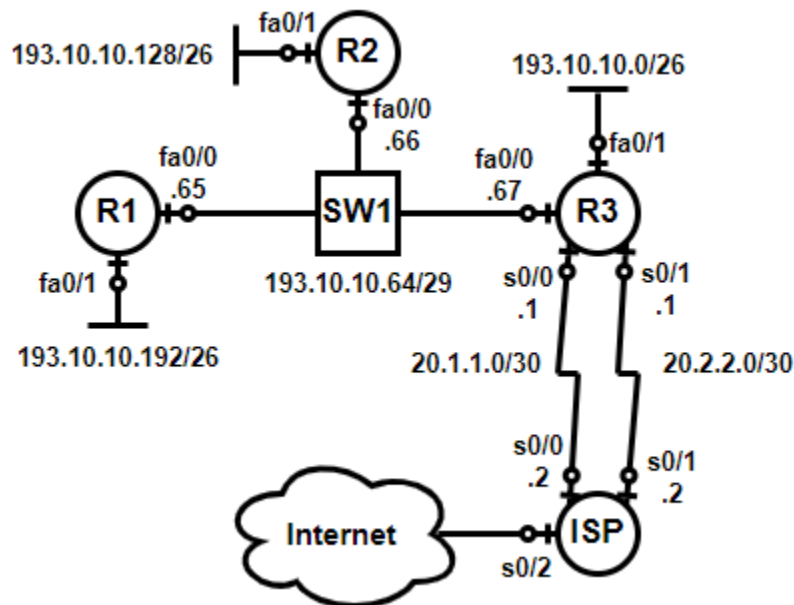 fa0/1
R2
193.10.10.128/26
fa0/0
.66
193.10.10.0/26
fa0/1
fa0/0
.65
fa0/0
.67
R1
SW1
R3
fa0/1
193.10.10.64/29
s0/0
.1
s0/1
.1
193.10.10.192/26
20.1.1.0/30
20.2.2.0/30
s0/0
.2
s0/1
.2
Internet
ISP
s0/2